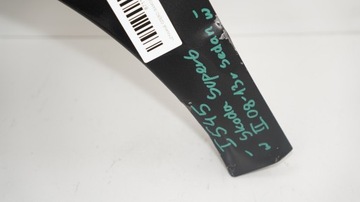 I545
Skoda Superb
II 08-13r Sedan